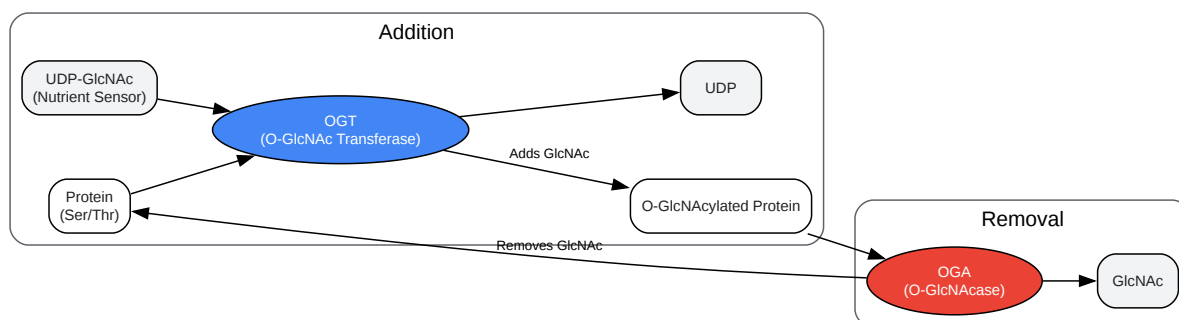 Addition
UDP-GlcNAc
(Nutrient Sensor)
OGT
(O-GlcNAc Transferase)
UDP
Adds GlcNAc
Protein
(Ser/Thr)
O-GlcNAcylated Protein
Removes GlcNAc
Removal
OGA
(O-GlcNAcase)
GlcNAc